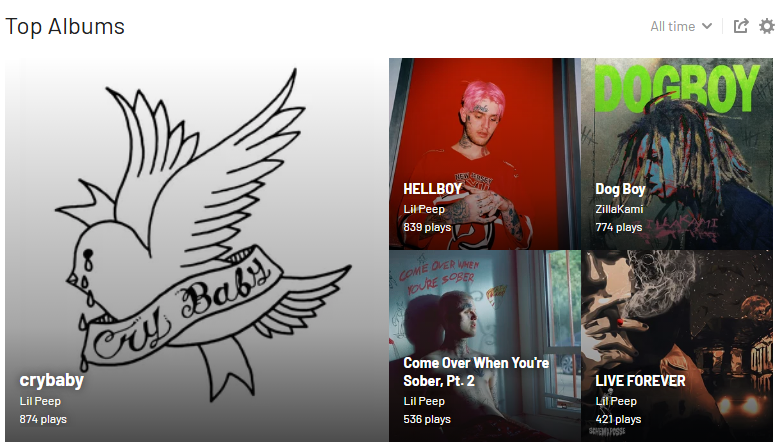 Top Albums
All time
Cry Baby
crybaby
Lil Peep
874 plays
NEW JERSEY
HELLBOY
Lil Peep
839 plays
DOGBOY
Dog Boy
ZillaKami
774 plays
COME OVER WHEN
YOU'RE SOBER
Come Over When You're
Sober, Pt. 2
Lil Peep
536 plays
LIVE FOREVER
Lil Peep
421 plays